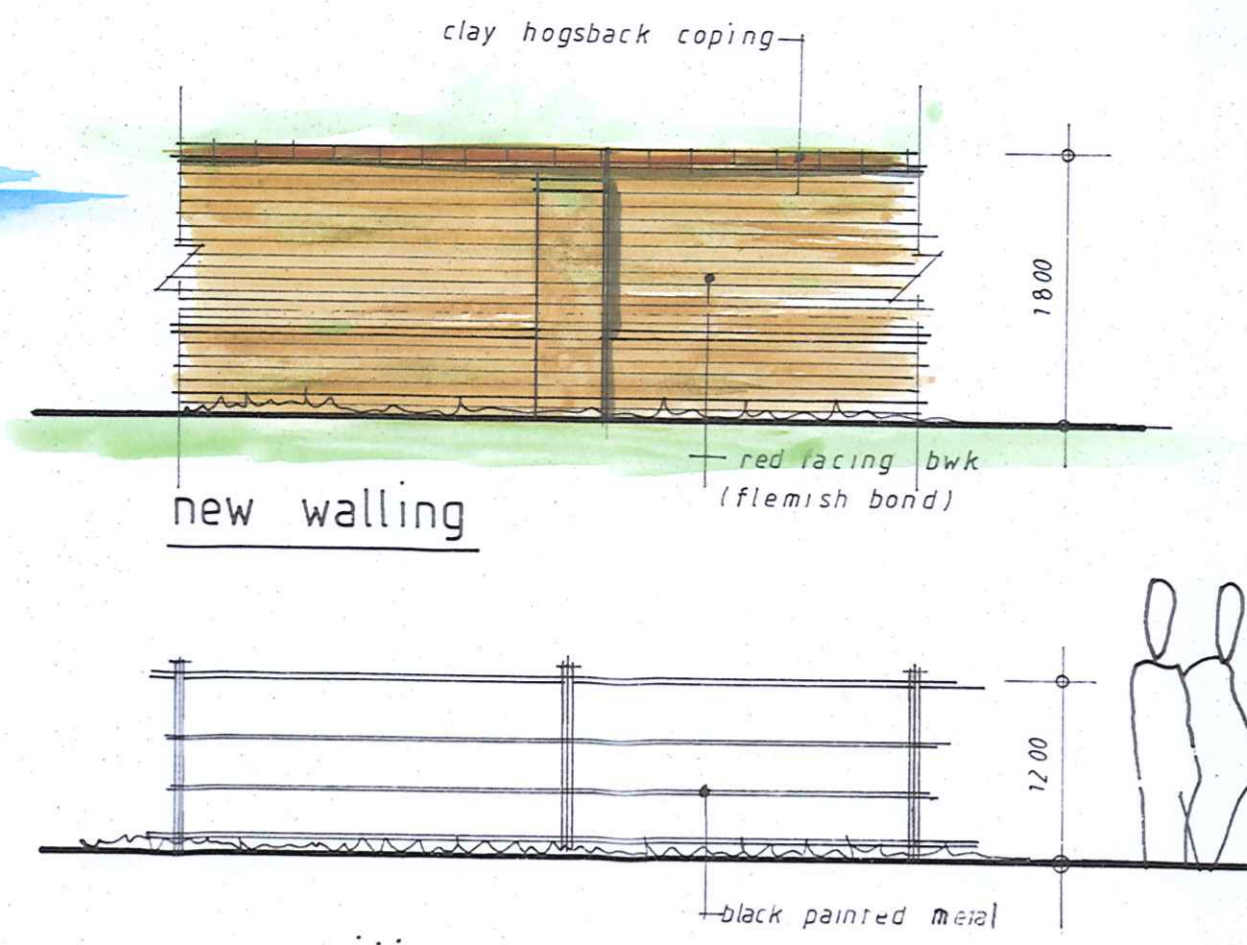 clay hogsback coping
1800
red facing bwk
(flemish bond)
new walling
1200
black painted metal